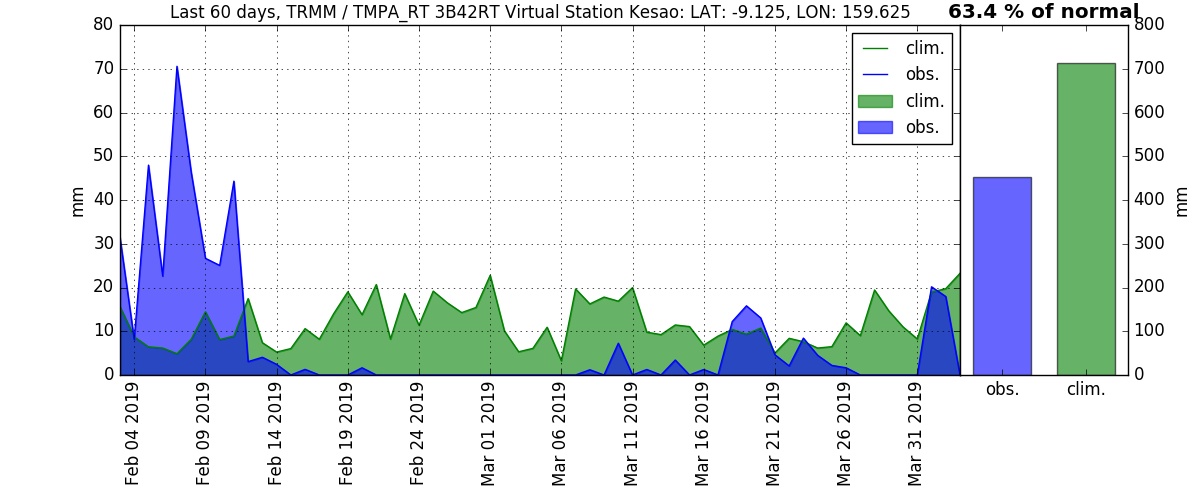 Last 60 days, TRMM / TMPA_RT 3B42RT Virtual Station Kesao: LAT: -9.125, LON: 159.625
63.4 % of normal
80
70
60
50
40
30
20
10
0
mm
clim.
obs.
clim.
obs.
Feb 04 2019
Feb 09 2019
Feb 14 2019
Feb 19 2019
Feb 24 2019
Mar 01 2019
Mar 06 2019
Mar 11 2019
Mar 16 2019
Mar 21 2019
Mar 26 2019
Mar 31 2019
800
700
600
500
400
300
200
100
0
mm
obs.
clim.